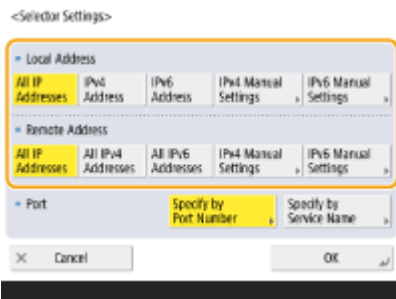 <Selector Settings>
Local Address
All IP Addresses
IPv4 Address
IPv6 Address
IPv4 Manual Settings
IPv6 Manual Settings
Remote Address
All IP Addresses
All IPv4 Addresses
All IPv6 Addresses
IPv4 Manual Settings
IPv6 Manual Settings
Port
Specify by Port Number
Specify by Service Name
Cancel
OK